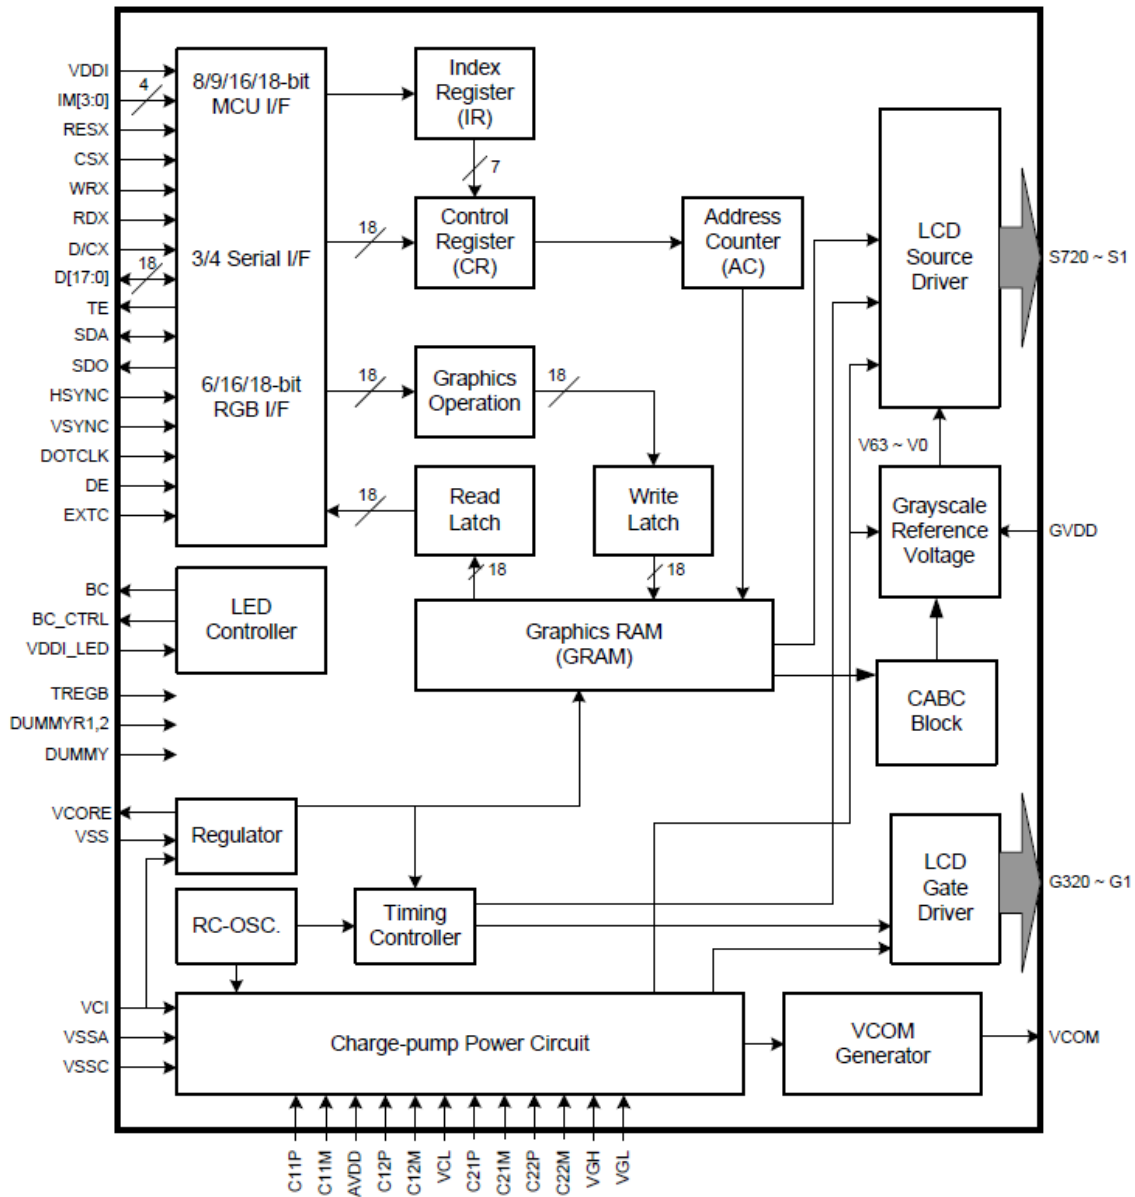 VDDI
IM[3:0]
4
RESX
CSX
WRX
RDX
D/CX
D[17:0]
18
TE
SDA
SDO
HSYNC
VSYNC
DOTCLK
DE
EXTC
BC
BC_CTRL
VDDI_LED
TREGB
DUMMYR1,2
DUMMY
VCORE
VSS
VCI
VSSA
VSSC
8/9/16/18-bit
MCU I/F
3/4 Serial I/F
6/16/18-bit
RGB I/F
LED
Controller
Regulator
RC-OSC.
Index
Register
(IR)
7
18
Control
Register
(CR)
Address
Counter
(AC)
18
Graphics
Operation
18
18
Read
Latch
Write
Latch
18
18
Graphics RAM
(GRAM)
Timing
Controller
Charge-pump Power Circuit
VCOM
Generator
LCD
Source
Driver
V63 ~ V0
Grayscale
Reference
Voltage
CABC
Block
LCD
Gate
Driver
S720 ~ S1
GVDD
G320 ~ G1
VCOM
C11P
C11M
AVDD
C12P
C12M
VCL
C21P
C21M
C22P
C22M
VGH
VGL